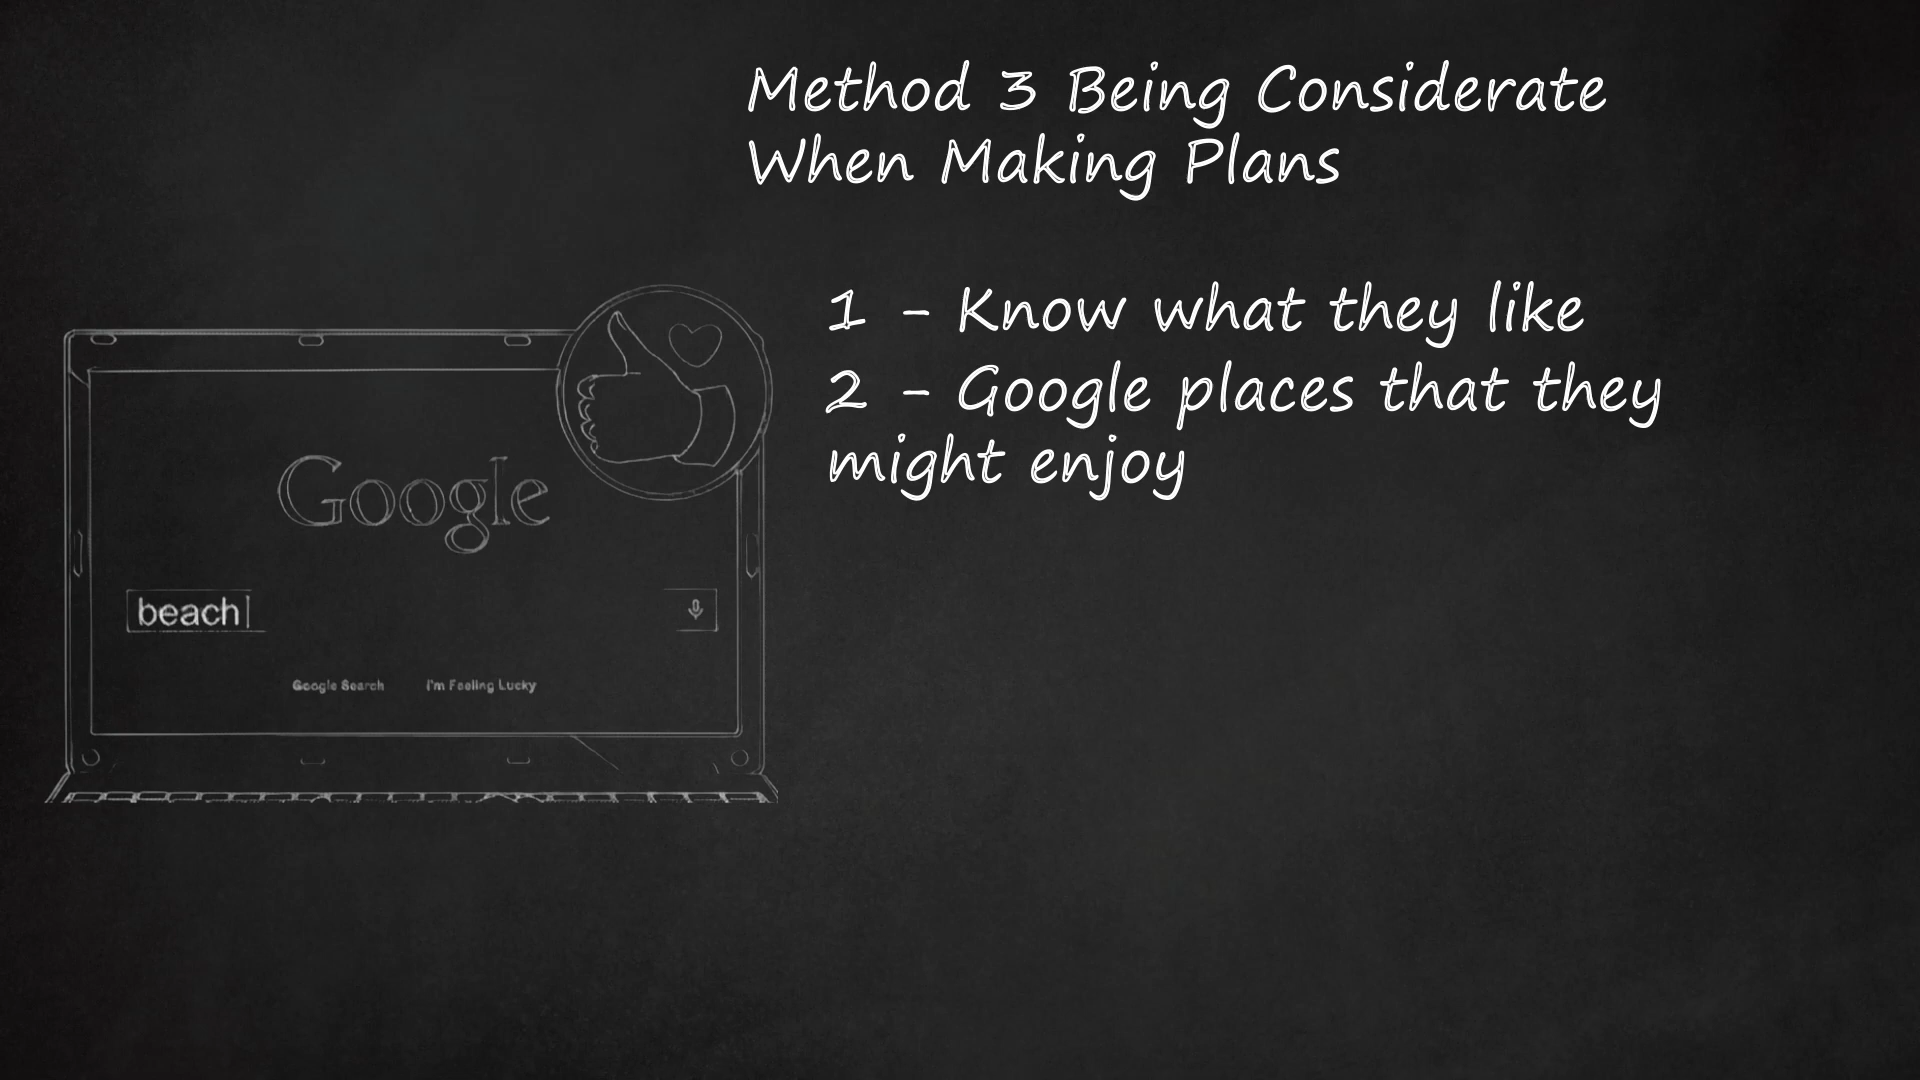 Method 3 Being Considerate
When Making Plans
1 - Know what they like
2 - Google places that they
might enjoy
Google
beach
Google Search I'm Feeling Lucky